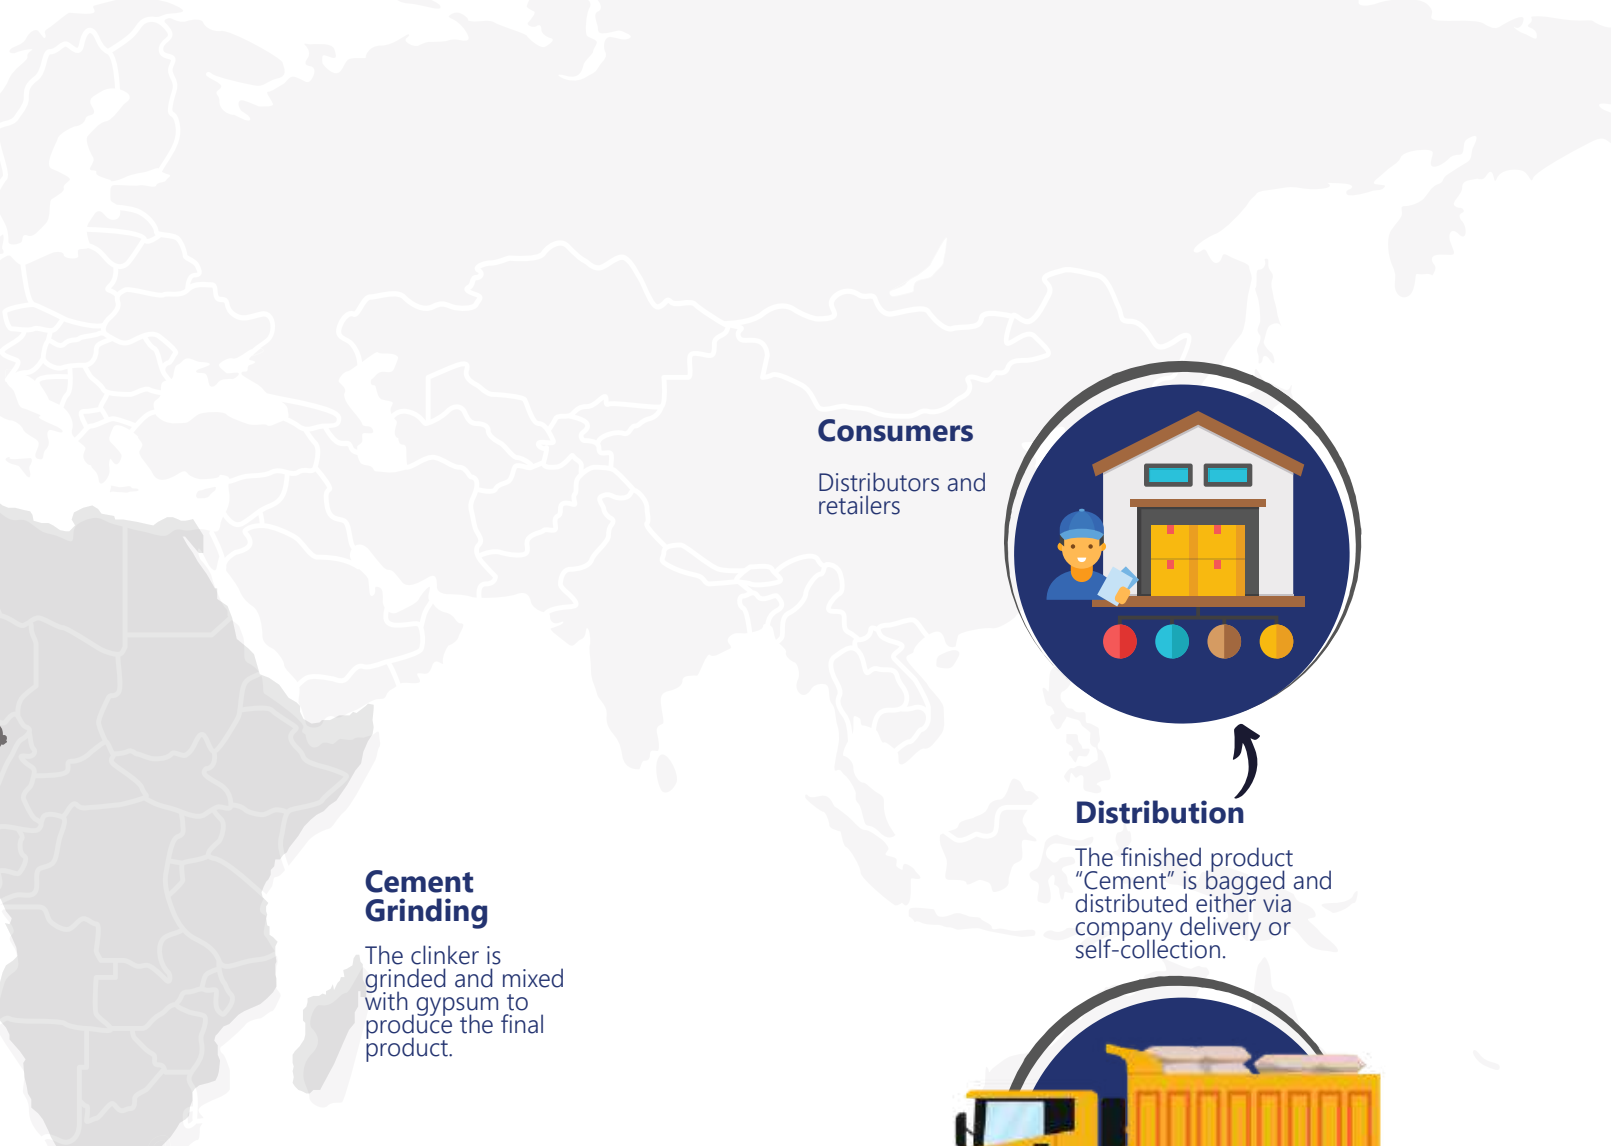 Consumers
Distributors and
retailers
Distribution
The finished product
“Cement” is bagged and
distributed either via
company delivery or
self-collection.
Cement
Grinding
The clinker is
grinded and mixed
with gypsum to
produce the final
product.